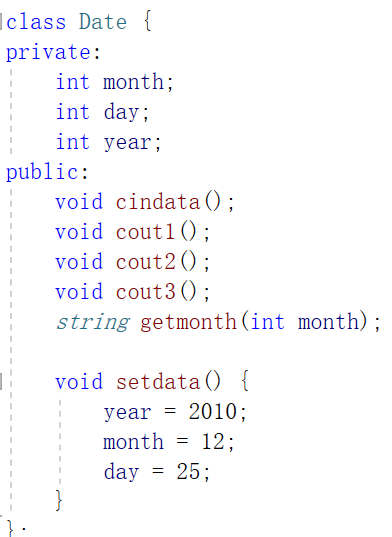 class Date {
private:
    int month;
    int day;
    int year;
public:
    void cindata();
    void cout1();
    void cout2();
    void cout3();
    string getmonth(int month);

    void setdata() {
        year = 2010;
        month = 12;
        day = 25;
    }
};